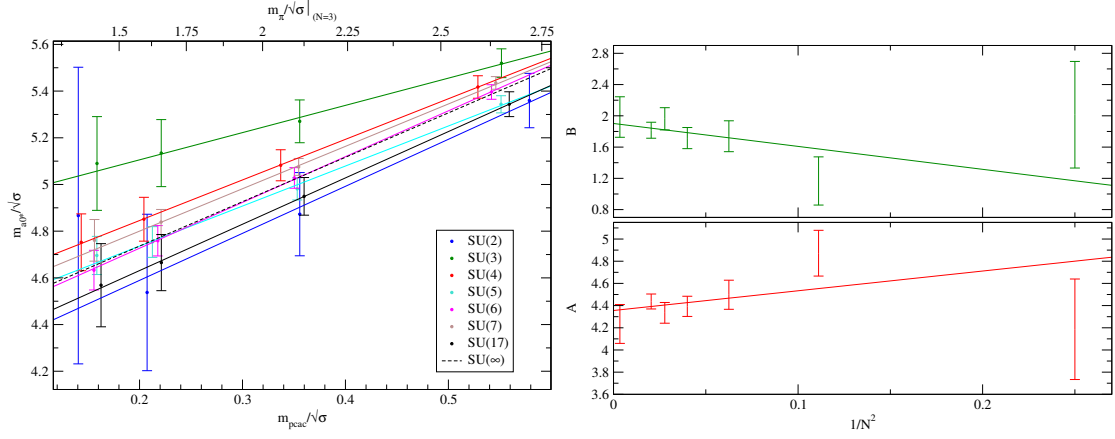 m_π/√σ|_(N=3)
1.5 1.75 2 2.25 2.5 2.75
5.6
5.4
5.2
5.0
4.8
4.6
4.4
4.2
m_a0*/√σ
SU(2)
SU(3)
SU(4)
SU(5)
SU(6)
SU(7)
SU(17)
SU(∞)
0.2 0.3 0.4 0.5
m_pcac/√σ
2.8
2.4
2
1.6
1.2
0.8
B
5
4.8
4.6
4.4
4.2
4
3.8
3.6
A
0 0.1 0.2
1/N²